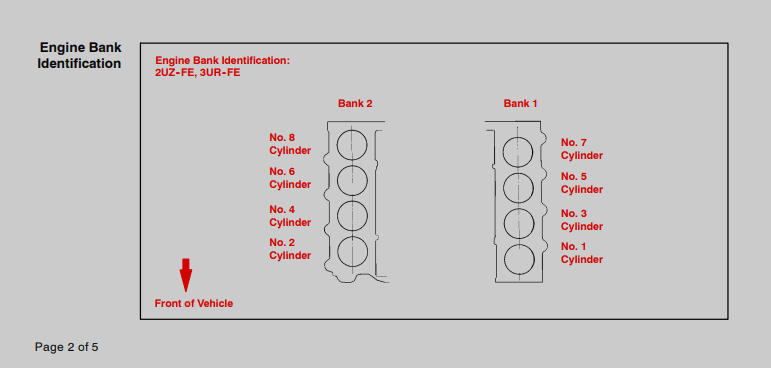 Engine Bank
Identification
Engine Bank Identification:
2UZ-FE, 3UR-FE
Bank 2
Bank 1
No. 8
Cylinder
No. 6
Cylinder
No. 4
Cylinder
No. 2
Cylinder
No. 7
Cylinder
No. 5
Cylinder
No. 3
Cylinder
No. 1
Cylinder
Front of Vehicle
Page 2 of 5